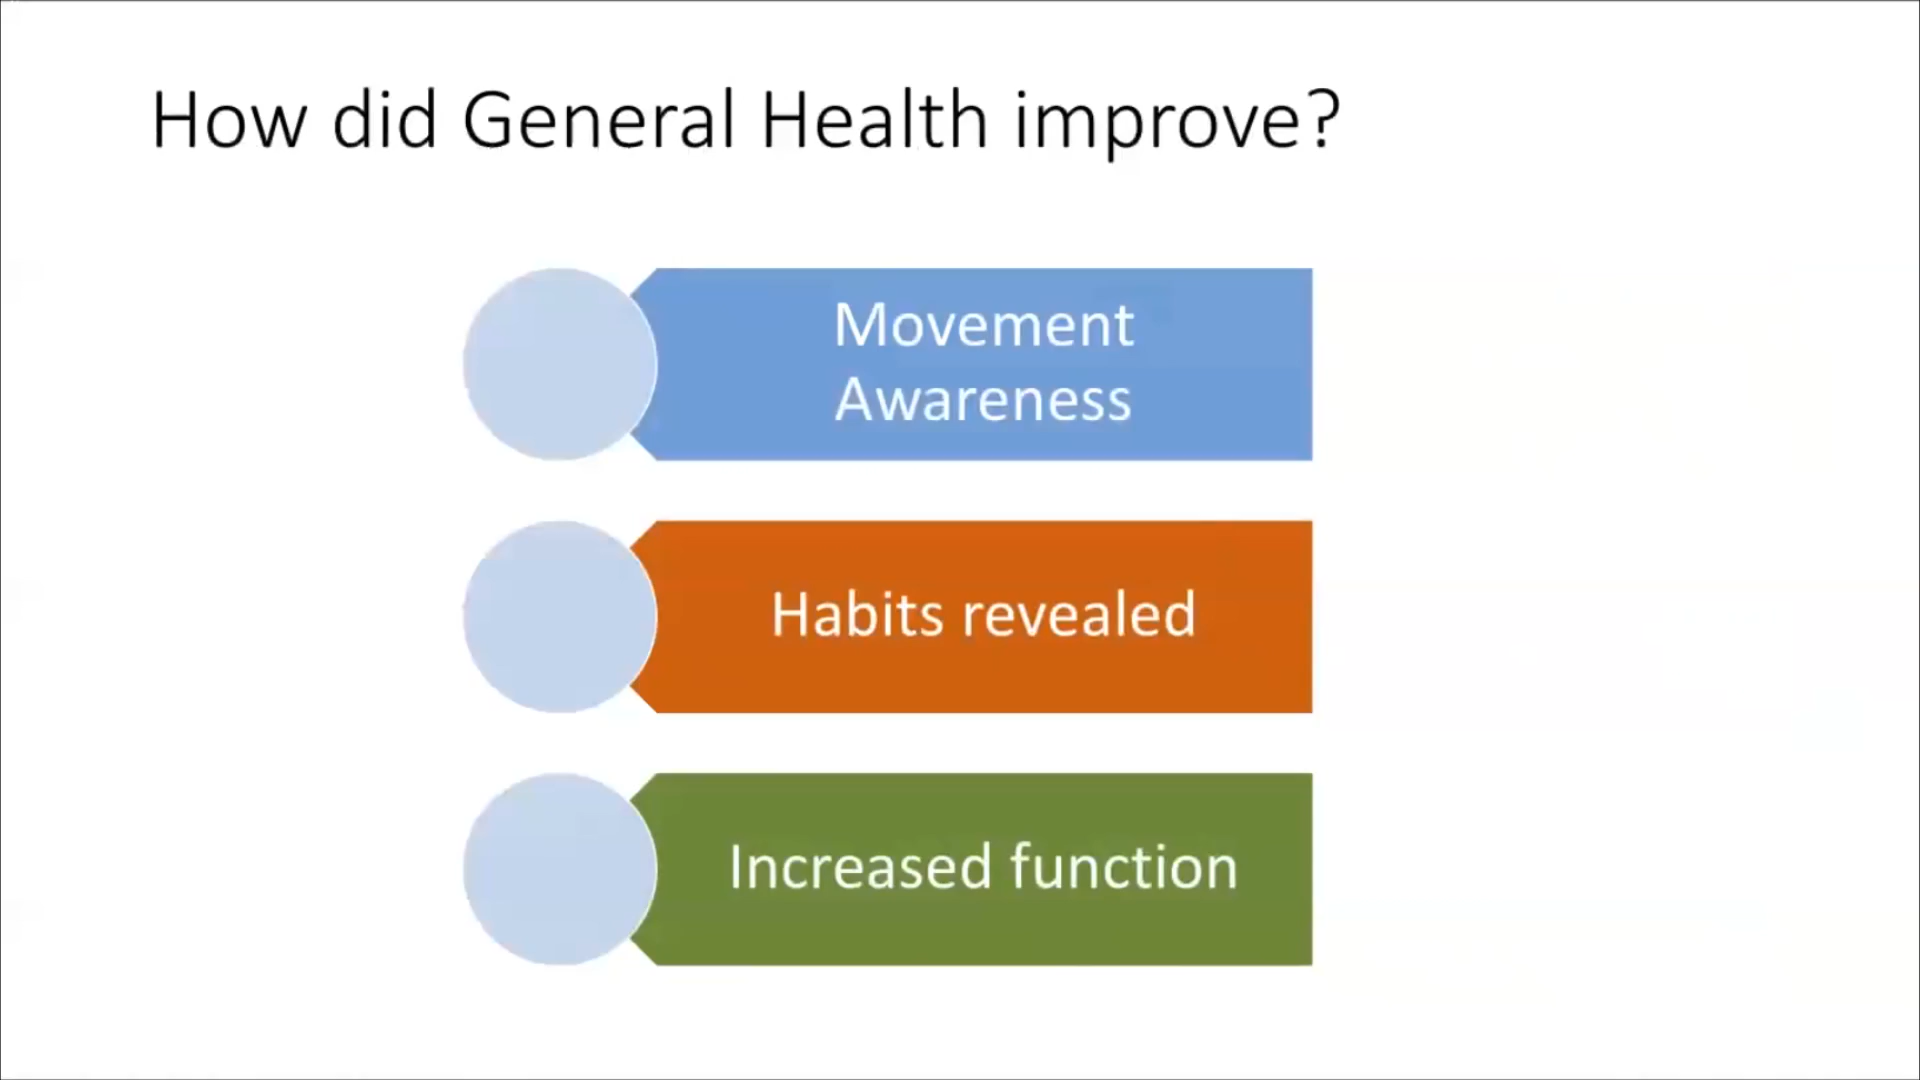 How did General Health improve?
Movement
Awareness
Habits revealed
Increased function